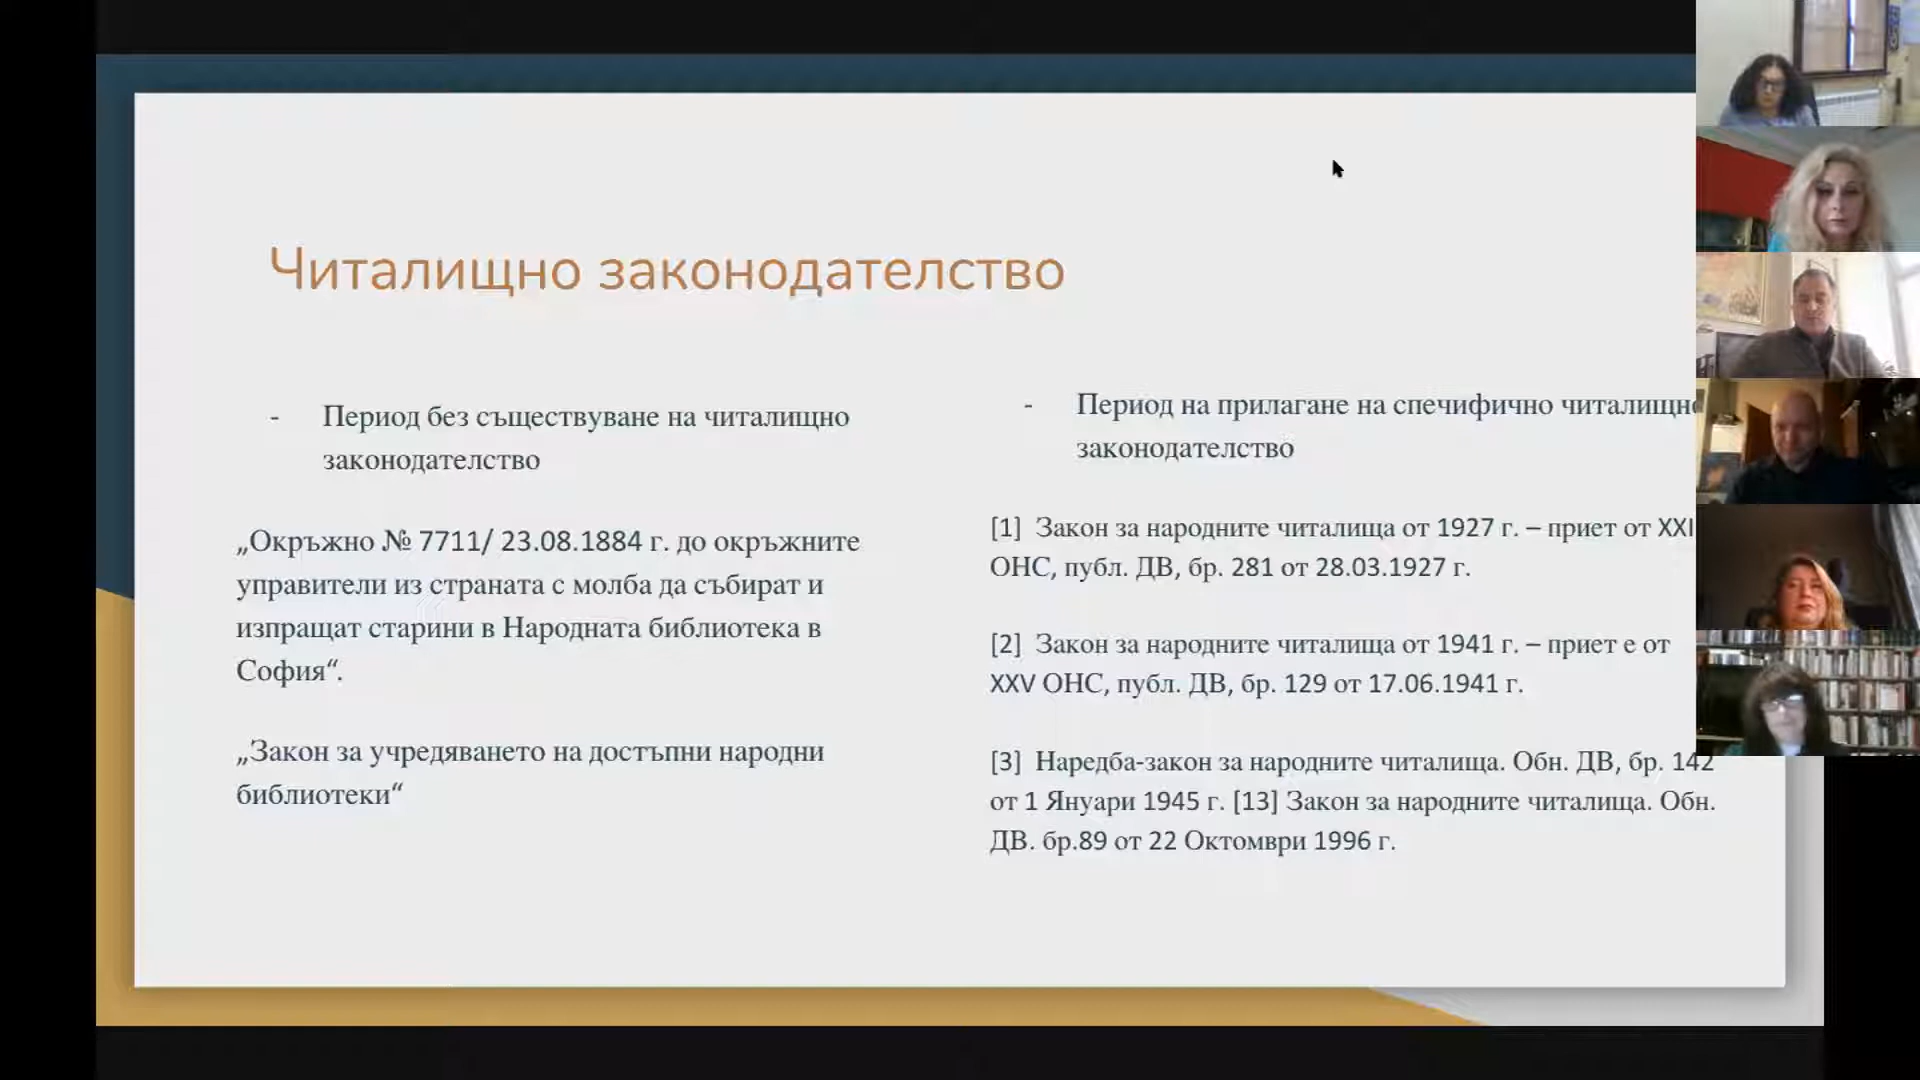 Читалищно законодателство
- Период без съществуване на читалищно
законодателство
„Окръжно № 7711/ 23.08.1884 г. до окръжните
управители из страната с молба да събират и
изпращат старини в Народната библиотека в
София“.
„Закон за учредяването на достъпни народни
библиотеки“
- Период на прилагане на спечифично читалищно
законодателство
[1] Закон за народните читалища от 1927 г. – приет от XXI
ОНС, публ. ДВ, бр. 281 от 28.03.1927 г.
[2] Закон за народните читалища от 1941 г. – приет е от
XXV ОНС, публ. ДВ, бр. 129 от 17.06.1941 г.
[3] Наредба-закон за народните читалища. Обн. ДВ, бр. 142
от 1 Януари 1945 г. [13] Закон за народните читалища. Обн.
ДВ. бр.89 от 22 Октомври 1996 г.